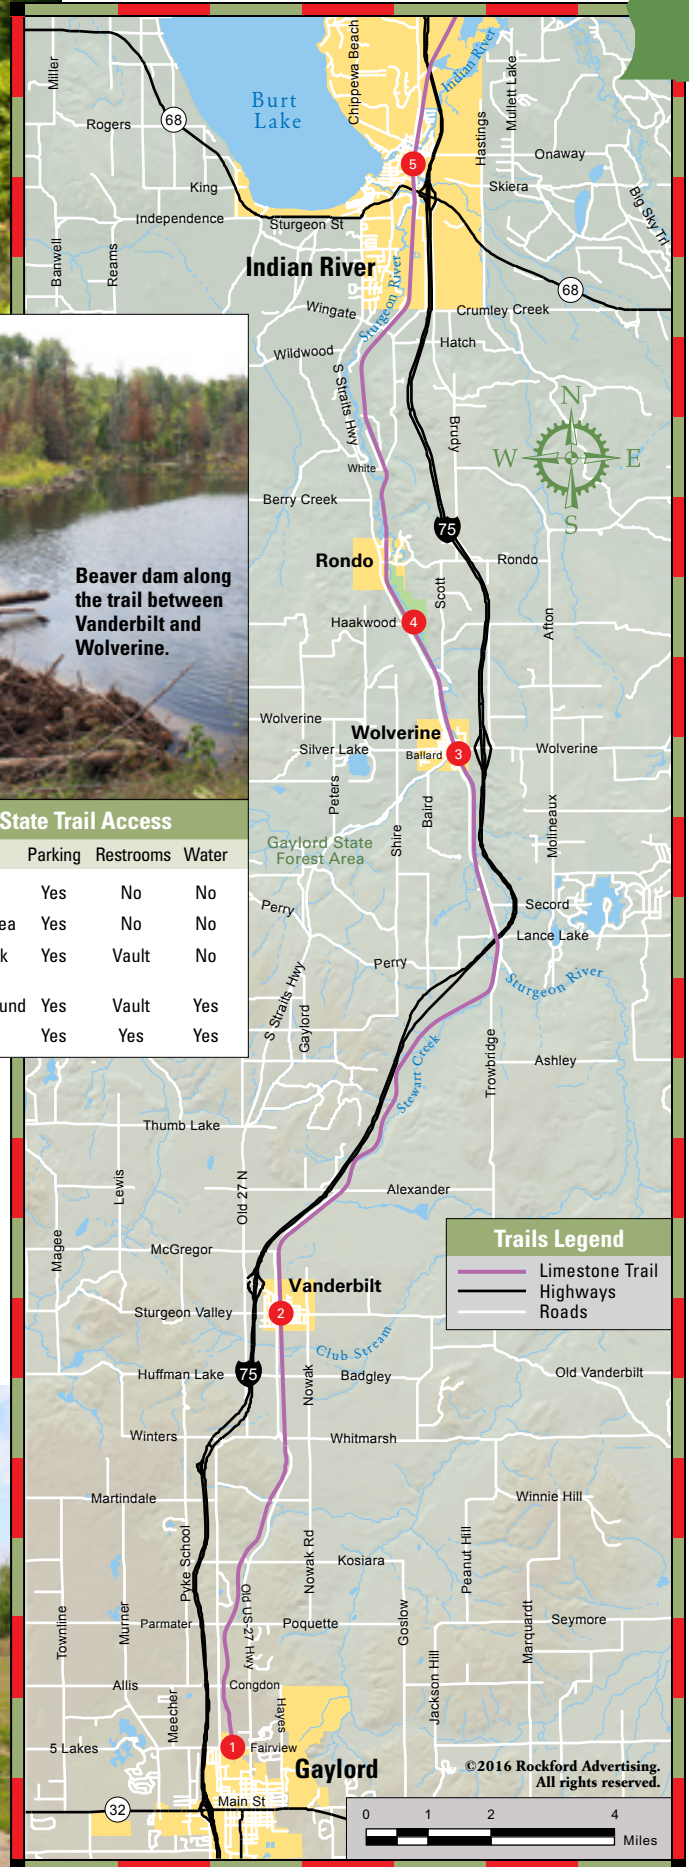 Miller
Rogers
68
King
Independence
Banwell
Reams
Burt
Lake
Chippewa Beach
Indian River
Mullett Lake
Hastings
Onaway
Skiera
Big Sky Trl
5
Sturgeon St
Indian River
Sturgeon River
68
Wingate
Crumley Creek
Wildwood
Hatch
S Straits Hwy
Brudy
N
W
E
S
White
Berry Creek
75
Rondo
Rondo
Scott
Afton
Haakwood
4
Beaver dam along
the trail between
Vanderbilt and
Wolverine.
Wolverine
Wolverine
Silver Lake
Ballard
3
Wolverine
Peters
Shire
Baird
Molineaux
Gaylord State
Forest Area
State Trail Access
Parking Restrooms Water
Yes No No
ea Yes No No
k Yes Vault No
und Yes Vault Yes
Yes Yes Yes
Perry
Perry
Secord
Lance Lake
Sturgeon River
S Straits Hwy
Gaylord
Stewart Creek
Trowbridge
Ashley
Thumb Lake
Lewis
Old 27 N
Alexander
Magee
McGregor
Trails Legend
Limestone Trail
Highways
Roads
Vanderbilt
Sturgeon Valley
2
Club Stream
Huffman Lake
75
Nowak
Badgley
Old Vanderbilt
Winters
Whitmarsh
Martindale
Winnie Hill
Pyke School
Nowak Rd
Kosiara
Peanut Hill
Old US-27 Hwy
Townline
Murner
Parmater
Poquette
Goslow
Marquardt
Seymore
Allis
Meecher
Congdon
Hayes
Jackson Hill
5 Lakes
1
Fairview
Gaylord
©2016 Rockford Advertising.
All rights reserved.
32
Main St
0 1 2 4
Miles